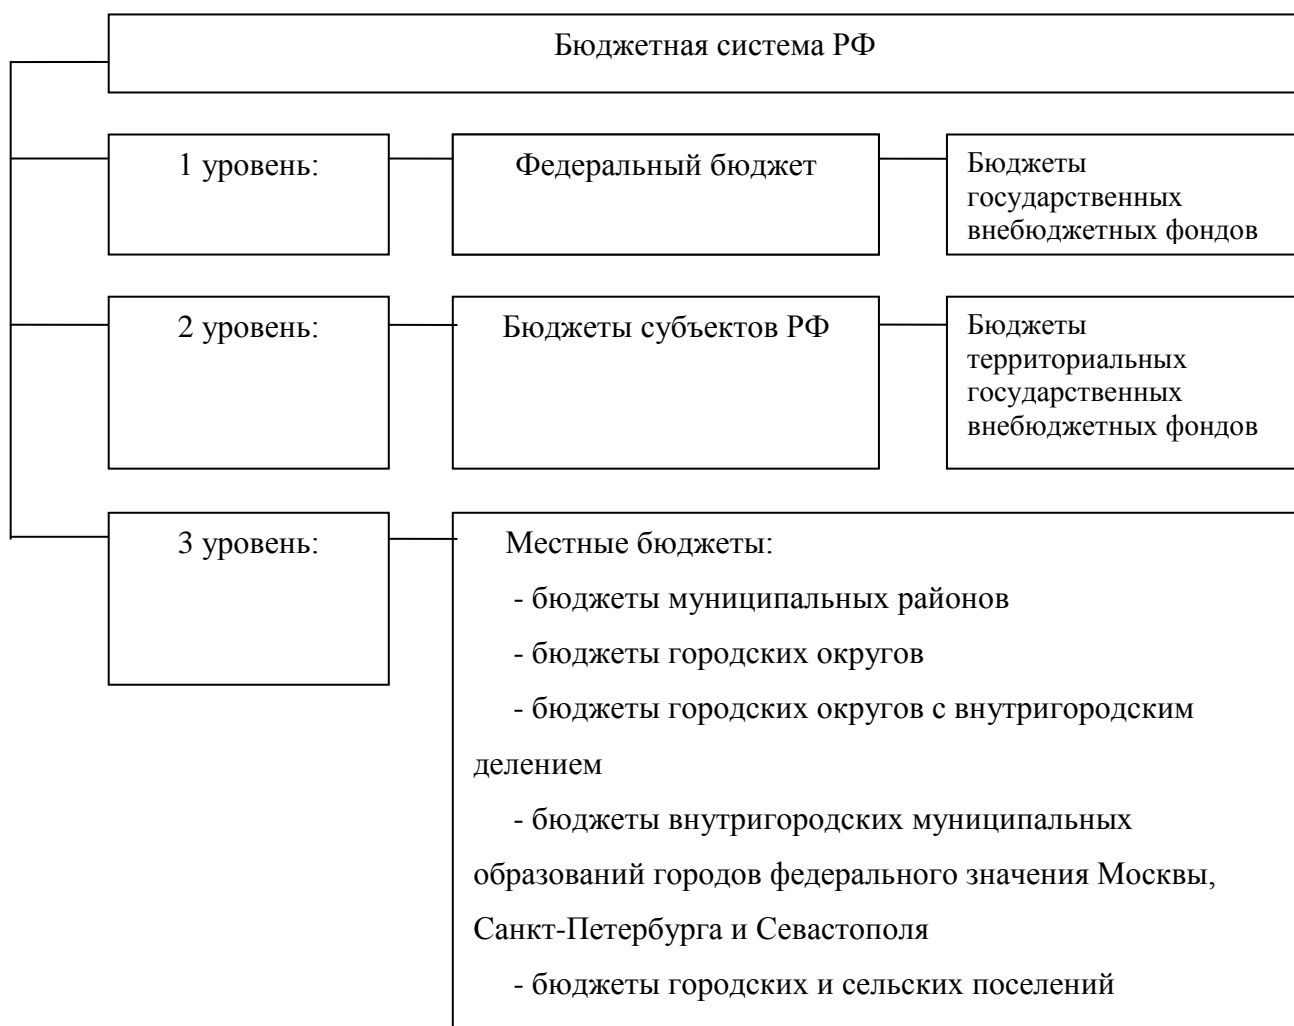 Бюджетная система РФ
1 уровень:
Федеральный бюджет
Бюджеты
государственных
внебюджетных фондов
2 уровень:
Бюджеты субъектов РФ
Бюджеты
территориальных
государственных
внебюджетных фондов
3 уровень:
Местные бюджеты:
- бюджеты муниципальных районов
- бюджеты городских округов
- бюджеты городских округов с внутригородским
делением
- бюджеты внутригородских муниципальных
образований городов федерального значения Москвы,
Санкт-Петербурга и Севастополя
- бюджеты городских и сельских поселений